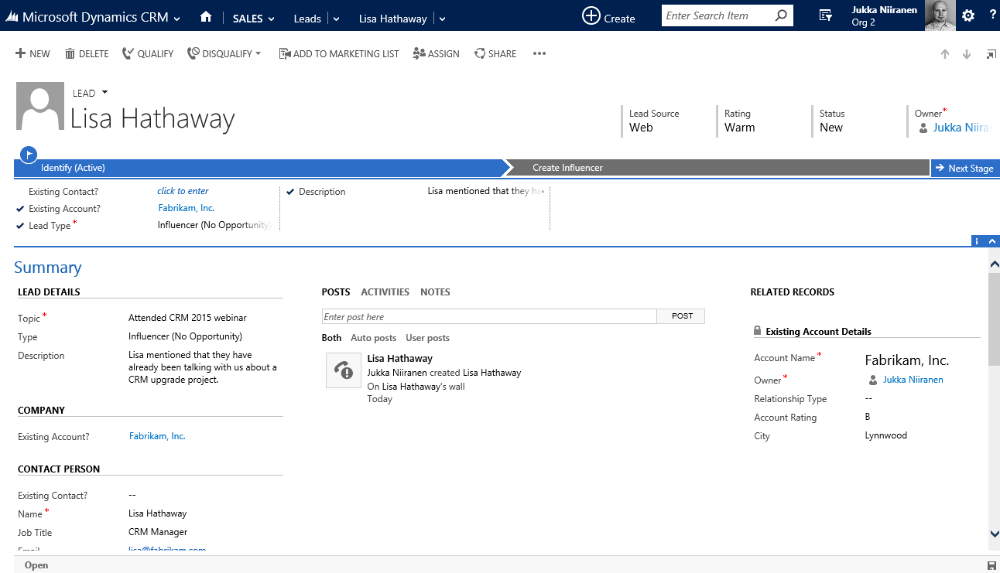 Microsoft Dynamics CRM SALES Leads Lisa Hathaway Create Enter Search Item Jukka Niiranen
Org 2 ?
NEW DELETE QUALIFY DISQUALIFY ADD TO MARKETING LIST ASSIGN SHARE •••
LEAD
Lisa Hathaway
Lead Source Rating Status Owner*
Web Warm New Jukka Niira
Identify (Active) Create Influencer Next Stage
Existing Contact? click to enter Description Lisa mentioned that they ha
Existing Account? Fabrikam, Inc.
Lead Type* Influencer (No Opportunity)
i
Summary
LEAD DETAILS
Topic* Attended CRM 2015 webinar
Type Influencer (No Opportunity)
Description Lisa mentioned that they have
already been talking with us about a
CRM upgrade project.
COMPANY
Existing Account? Fabrikam, Inc.
CONTACT PERSON
Existing Contact? --
Name* Lisa Hathaway
Job Title CRM Manager
Email lisa@fabrikam.com
POSTS ACTIVITIES NOTES
Enter post here POST
Both Auto posts User posts
Lisa Hathaway
Jukka Niiranen created Lisa Hathaway
On Lisa Hathaway's wall
Today
RELATED RECORDS
Existing Account Details
Account Name* Fabrikam, Inc.
Owner* Jukka Niiranen
Relationship Type --
Account Rating B
City Lynnwood
Open